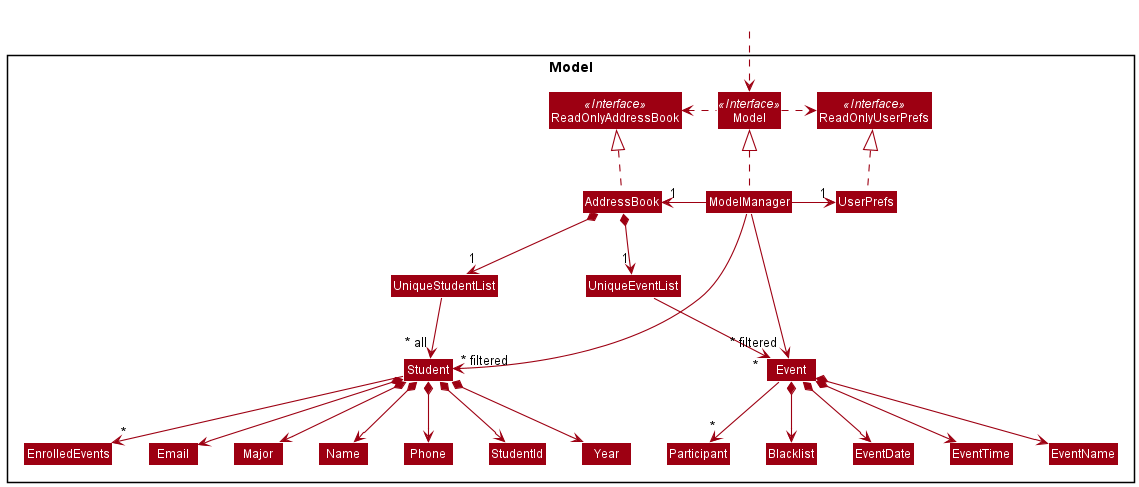 Model
«Interface»
ReadOnlyAddressBook
«Interface»
Model
«Interface»
ReadOnlyUserPrefs
AddressBook
1
ModelManager
1
UserPrefs
1
1
UniqueStudentList
UniqueEventList
* all
* filtered
* filtered
*
Student
Event
*
*
EnrolledEvents
Email
Major
Name
Phone
StudentId
Year
Participant
Blacklist
EventDate
EventTime
EventName